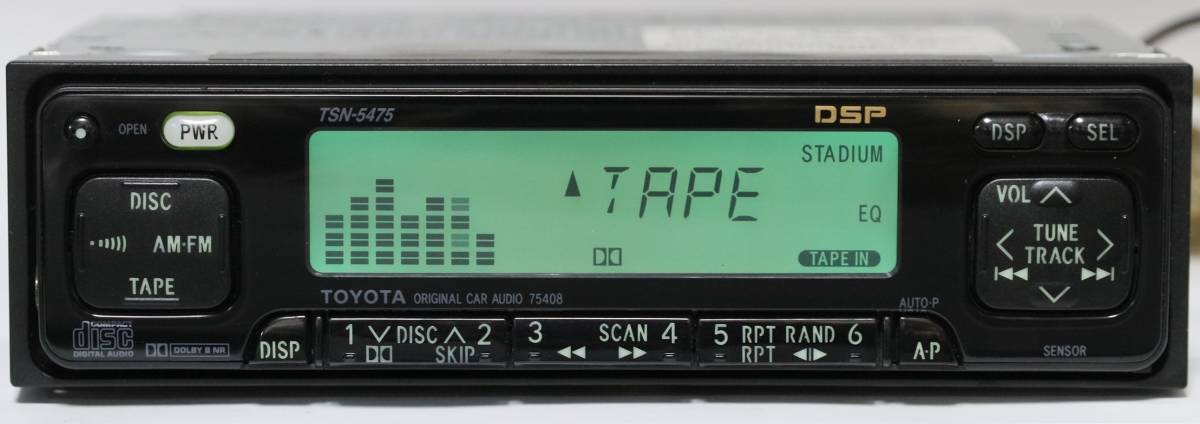 TSN-5475
DSP
OPEN
PWR
DSP
SEL
DISC
AM·FM
TAPE
STADIUM
TAPE
EQ
TAPE IN
VOL
TUNE
TRACK
TOYOTA ORIGINAL CAR AUDIO 75408
AUTO·P
COMPACT
disc
DIGITAL AUDIO
DOLBY B NR
DISP
1 DISC 2
SKIP
3 SCAN 4
5 RPT RAND 6
RPT
A·P
SENSOR